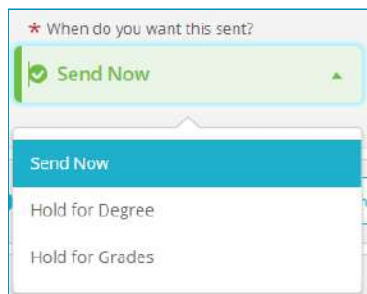 * When do you want this sent?
Send Now
Send Now
Hold for Degree
Hold for Grades